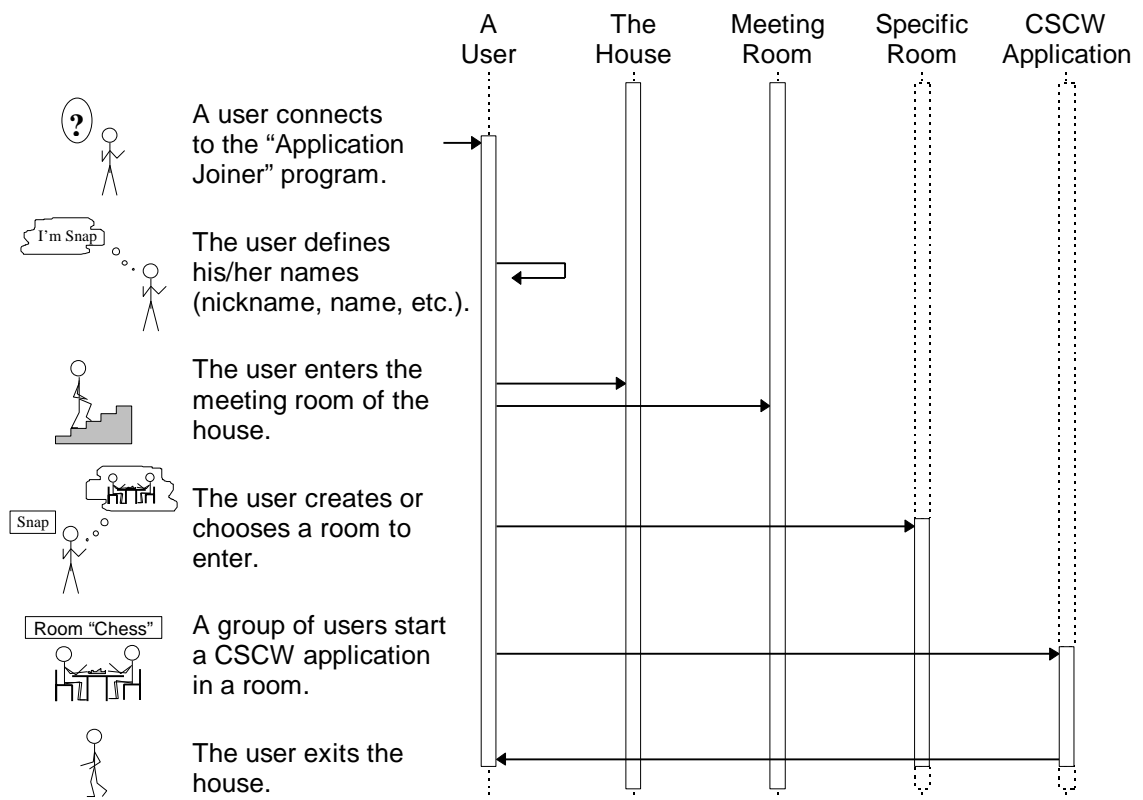 A
User
The
House
Meeting
Room
Specific
Room
CSCW
Application
?
A user connects
to the “Application
Joiner” program.
I’m Snap
The user defines
his/her names
(nickname, name, etc.).
The user enters the
meeting room of the
house.
Snap
The user creates or
chooses a room to
enter.
Room “Chess”
A group of users start
a CSCW application
in a room.
The user exits the
house.